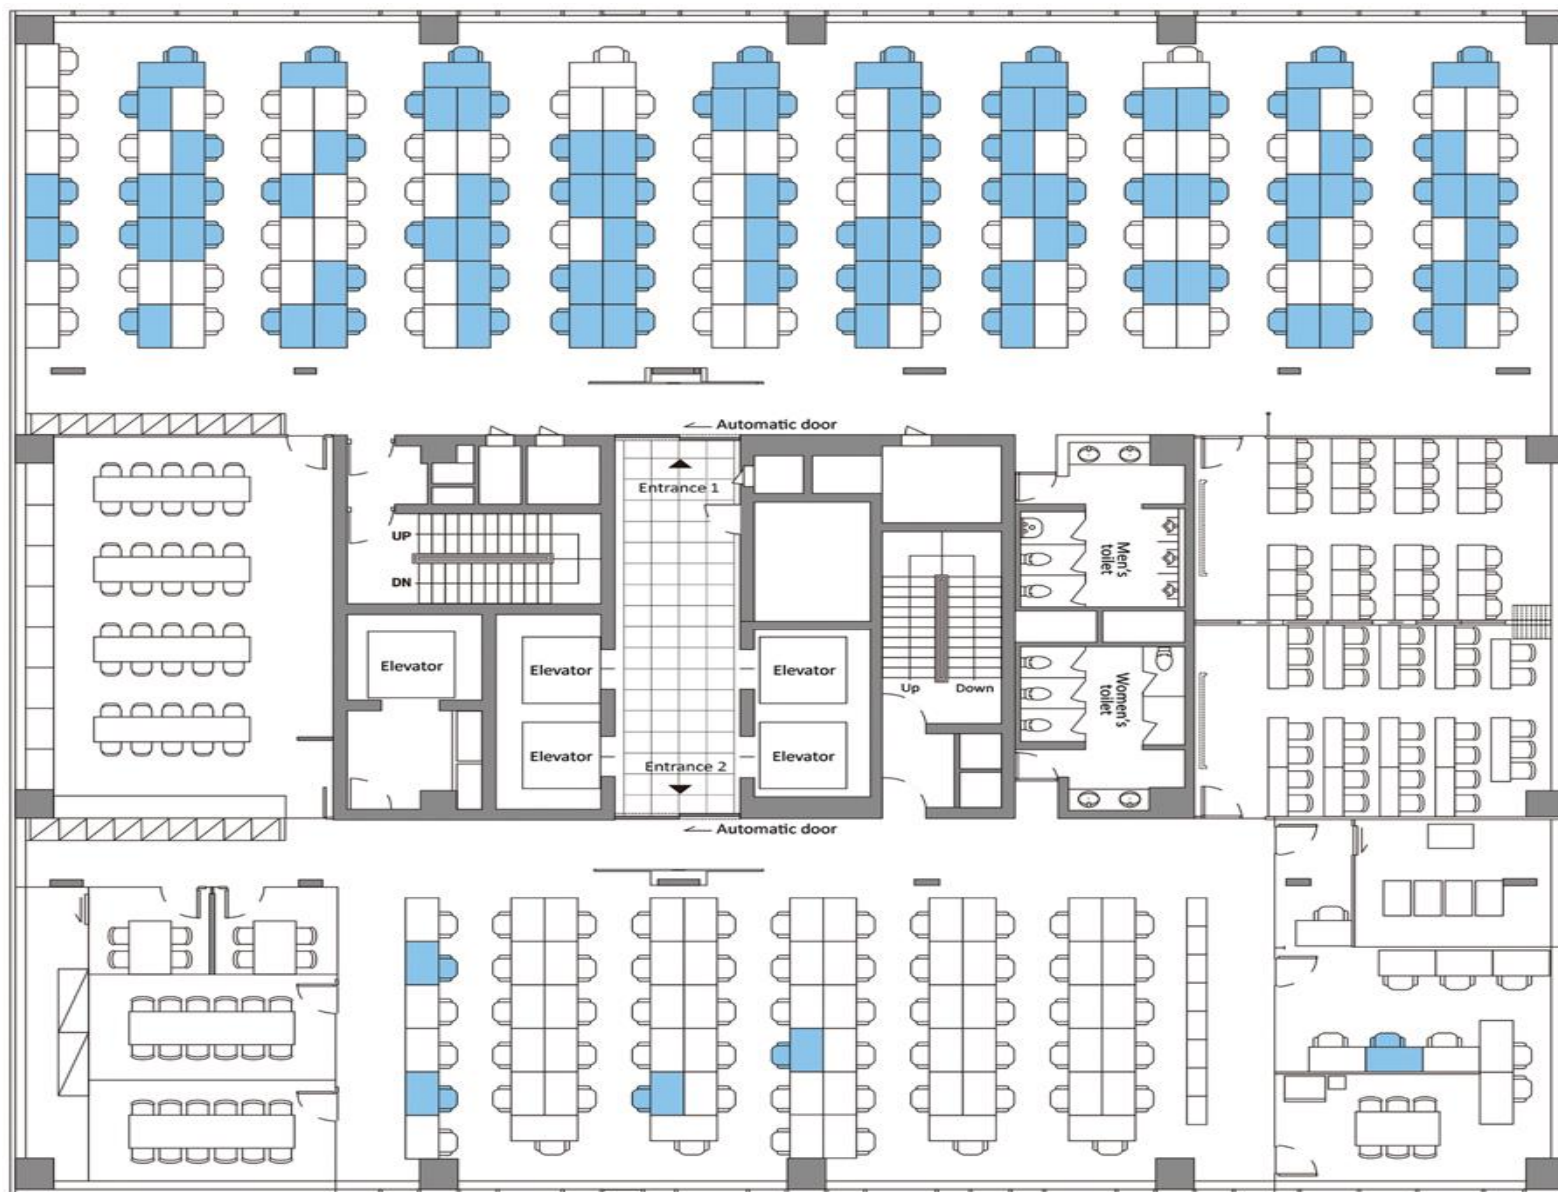 Automatic door
Entrance 1
UP
DN
Men's
toilet
Elevator
Elevator
Elevator
Up
Down
Women's
toilet
Elevator
Elevator
Entrance 2
Automatic door